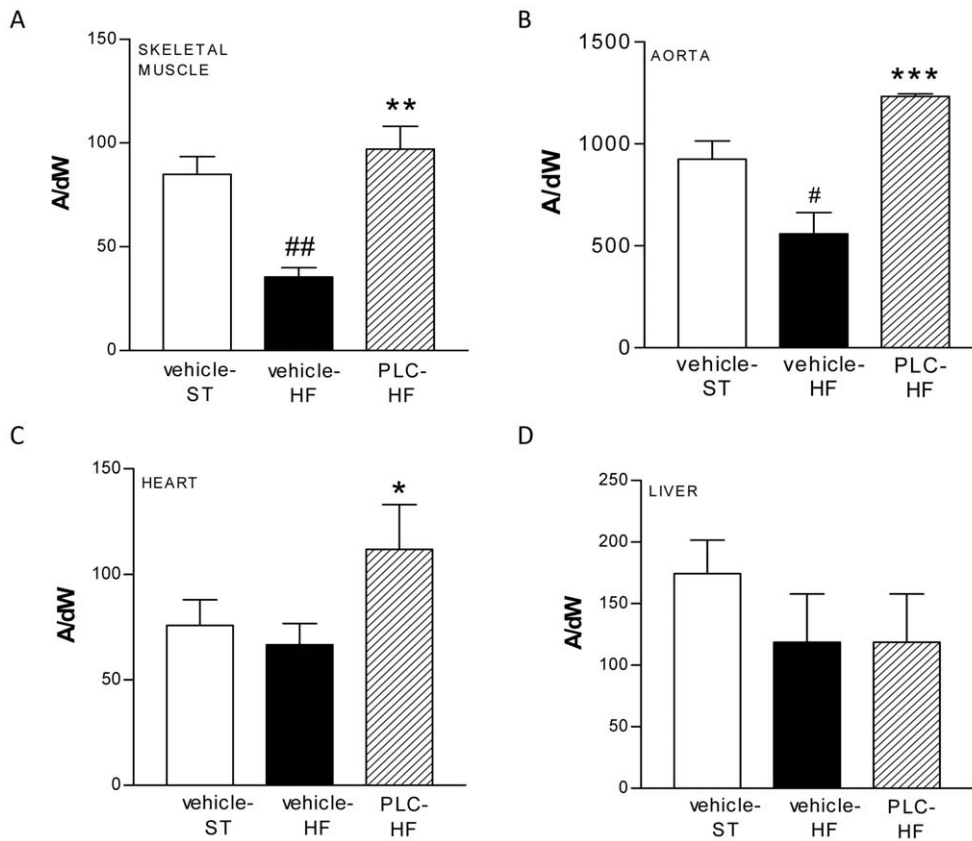 A
SKELETAL
MUSCLE
A/dW
150
100
50
0
##
**
vehicle-
ST
vehicle-
HF
PLC-
HF
B
AORTA
A/dW
1500
1000
500
0
#
***
vehicle-
ST
vehicle-
HF
PLC-
HF
C
HEART
A/dW
150
100
50
0
*
vehicle-
ST
vehicle-
HF
PLC-
HF
D
LIVER
A/dW
250
200
150
100
50
0
vehicle-
ST
vehicle-
HF
PLC-
HF